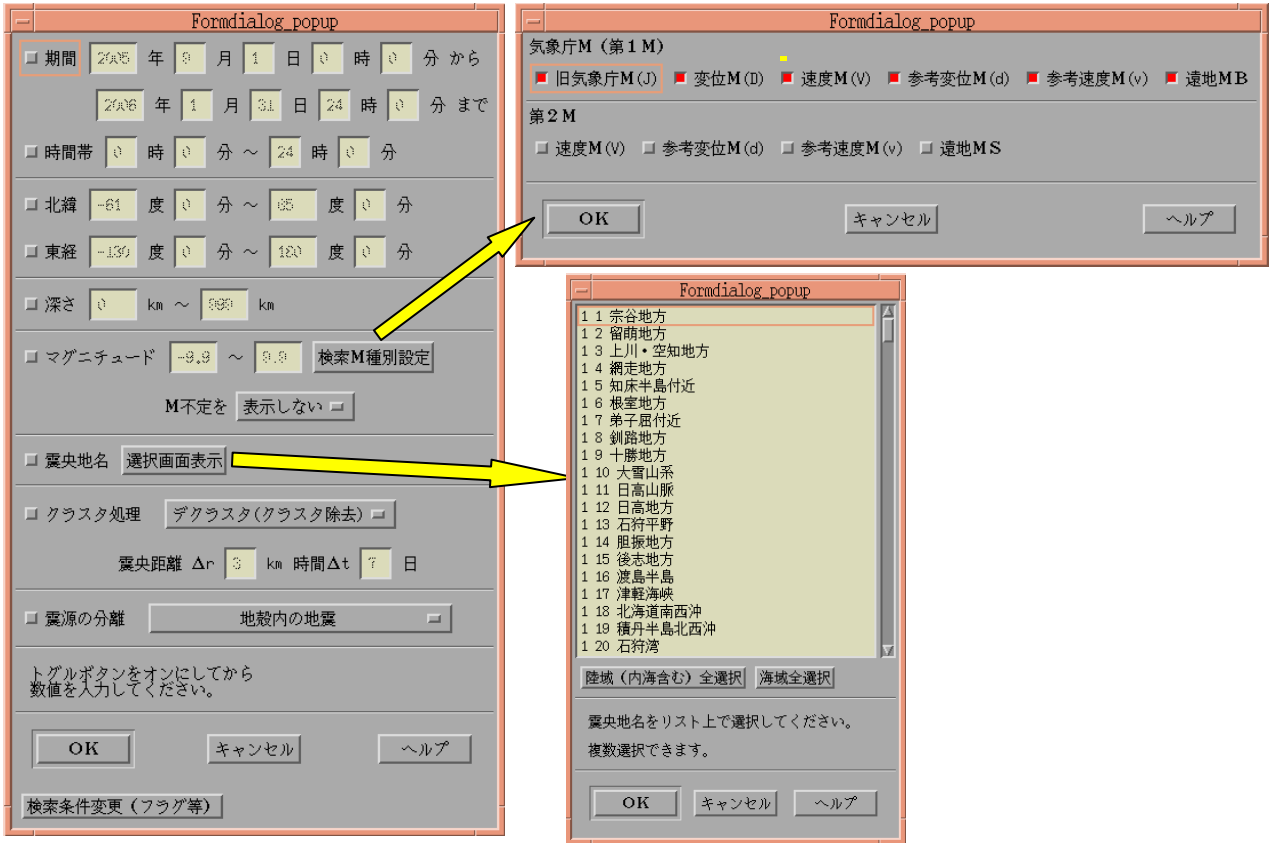 Formdialog_popup
期間 2005 年 9 月 1 日 0 時 0 分 から
2006 年 1 月 31 日 24 時 0 分 まで
時間帯 0 時 0 分 ～ 24 時 0 分
北緯 -61 度 0 分 ～ 65 度 0 分
東経 -130 度 0 分 ～ 180 度 0 分
深さ 0 km ～ 999 km
マグニチュード -9.9 ～ 9.9 検索M種別設定
M不定を 表示しない
震央地名 選択画面表示
クラスタ処理 デクラスタ(クラスタ除去)
震央距離 Δr 3 km 時間Δt 7 日
震源の分離 地殻内の地震
トグルボタンをオンにしてから
数値を入力してください。
OK キャンセル ヘルプ
検索条件変更（フラグ等）
Formdialog_popup
気象庁M（第１M）
旧気象庁M(J) 変位M(D) 速度M(V) 参考変位M(d) 参考速度M(v) 遠地MB
第２M
速度M(V) 参考変位M(d) 参考速度M(v) 遠地MS
OK キャンセル ヘルプ
Formdialog_popup
1 1 宗谷地方
1 2 留萌地方
1 3 上川・空知地方
1 4 網走地方
1 5 知床半島付近
1 6 根室地方
1 7 弟子屈付近
1 8 釧路地方
1 9 十勝地方
1 10 大雪山系
1 11 日高山脈
1 12 日高地方
1 13 石狩平野
1 14 胆振地方
1 15 後志地方
1 16 渡島半島
1 17 津軽海峡
1 18 北海道南西沖
1 19 積丹半島北西沖
1 20 石狩湾
陸域（内海含む）全選択 海域全選択
震央地名をリスト上で選択してください。
複数選択できます。
OK キャンセル ヘルプ